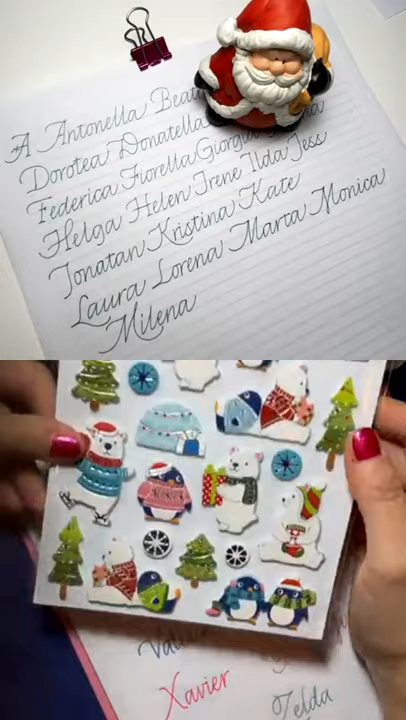 A Antonella
Dorotea Donatella
Federica Fiorella Giorgia
Helga Helen Irene Ilda Jess
Jonatan Kristina Kate
Laura Lorena Marta Monica
Milena
Xavier Zelda